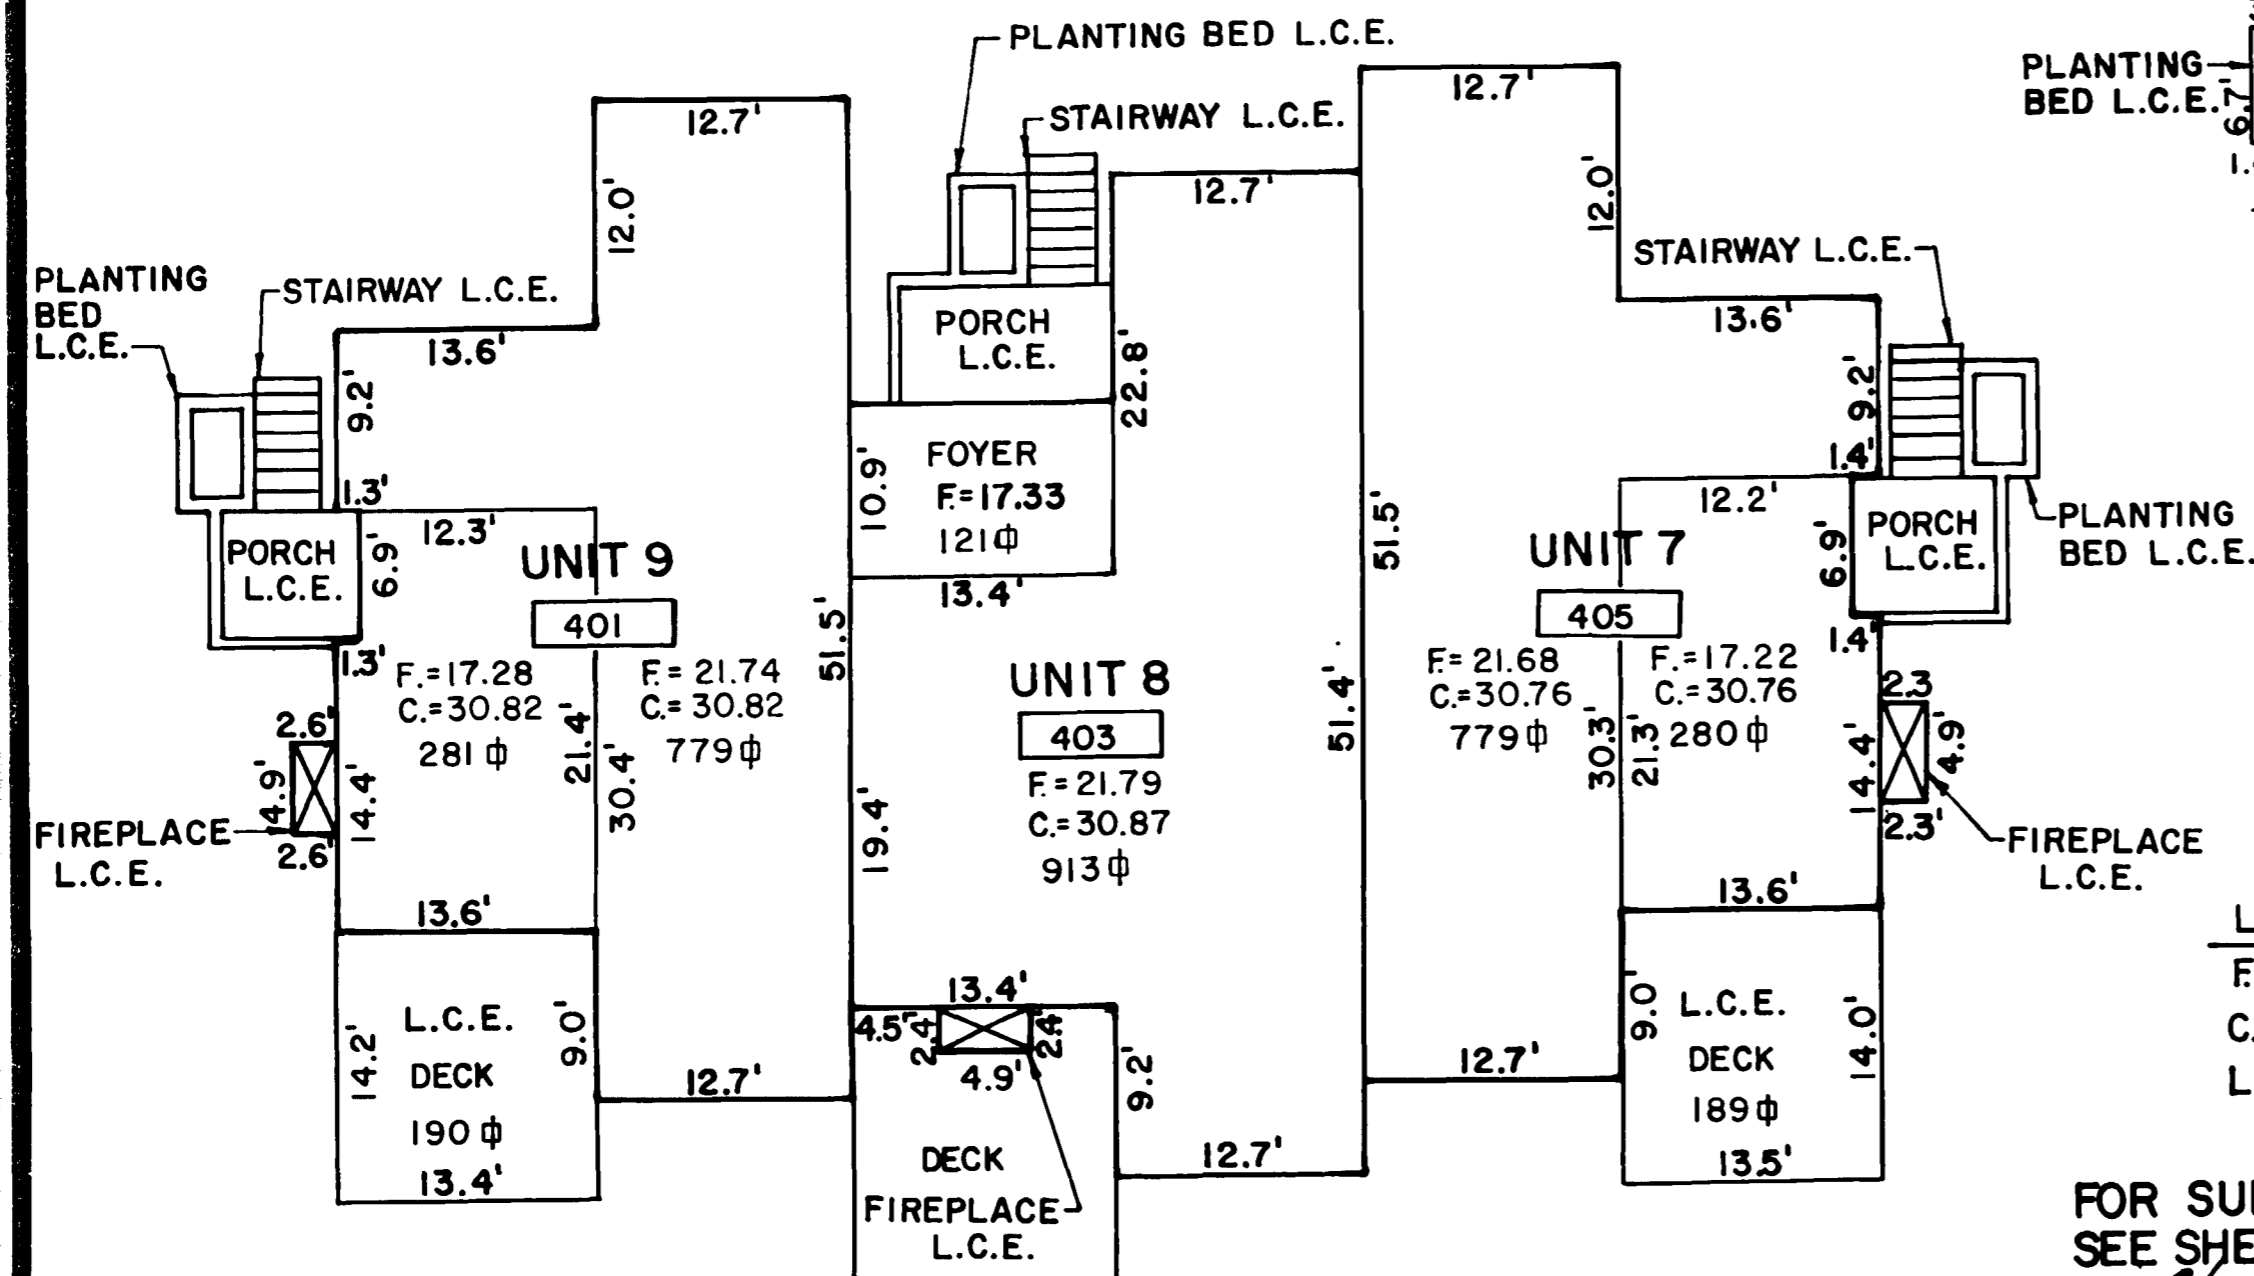 PLANTING BED L.C.E.
STAIRWAY L.C.E.
12.7'
12.0'
12.7'
12.7'
12.0'
PLANTING
BED L.C.E.
6.7'
STAIRWAY L.C.E.
PLANTING
BED
L.C.E.
STAIRWAY L.C.E.
13.6'
9.2'
1.3'
12.3'
6.9'
PORCH
L.C.E.
1.3'
UNIT 9
401
F.=17.28
C.=30.82
281 ⏀
F.=21.74
C.=30.82
779 ⏀
21.4'
30.4'
51.5'
2.6'
4.9'
2.6'
14.4'
FIREPLACE
L.C.E.
13.6'
L.C.E.
DECK
190 ⏀
14.2'
9.0'
13.4'
12.7'
PORCH
L.C.E.
22.8'
FOYER
F.=17.33
121 ⏀
10.9'
13.4'
UNIT 8
403
F.=21.79
C.=30.87
913 ⏀
19.4'
51.4'
51.5'
13.4'
4.5'
2.4'
2.4'
4.9'
9.2'
DECK
FIREPLACE
L.C.E.
12.7'
13.6'
9.2'
1.4'
12.2'
6.9'
PORCH
L.C.E.
1.4'
PLANTING
BED L.C.E.
UNIT 7
405
F.=21.68
C.=30.76
779 ⏀
F.=17.22
C.=30.76
280 ⏀
30.3'
21.3'
2.3
4.9'
2.3'
14.4'
FIREPLACE
L.C.E.
13.6'
L.C.E.
DECK
189 ⏀
9.0'
14.0'
12.7'
13.5'
L
F.
C.
L
FOR
SEE